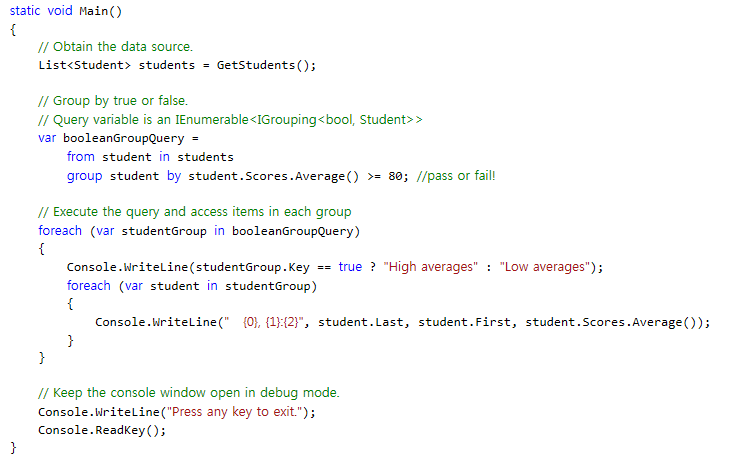 static void Main()
{
    // Obtain the data source.
    List<Student> students = GetStudents();

    // Group by true or false.
    // Query variable is an IEnumerable<IGrouping<bool, Student>>
    var booleanGroupQuery =
        from student in students
        group student by student.Scores.Average() >= 80; //pass or fail!

    // Execute the query and access items in each group
    foreach (var studentGroup in booleanGroupQuery)
    {
        Console.WriteLine(studentGroup.Key == true ? "High averages" : "Low averages");
        foreach (var student in studentGroup)
        {
            Console.WriteLine("   {0}, {1}:{2}", student.Last, student.First, student.Scores.Average());
        }
    }

    // Keep the console window open in debug mode.
    Console.WriteLine("Press any key to exit.");
    Console.ReadKey();
}